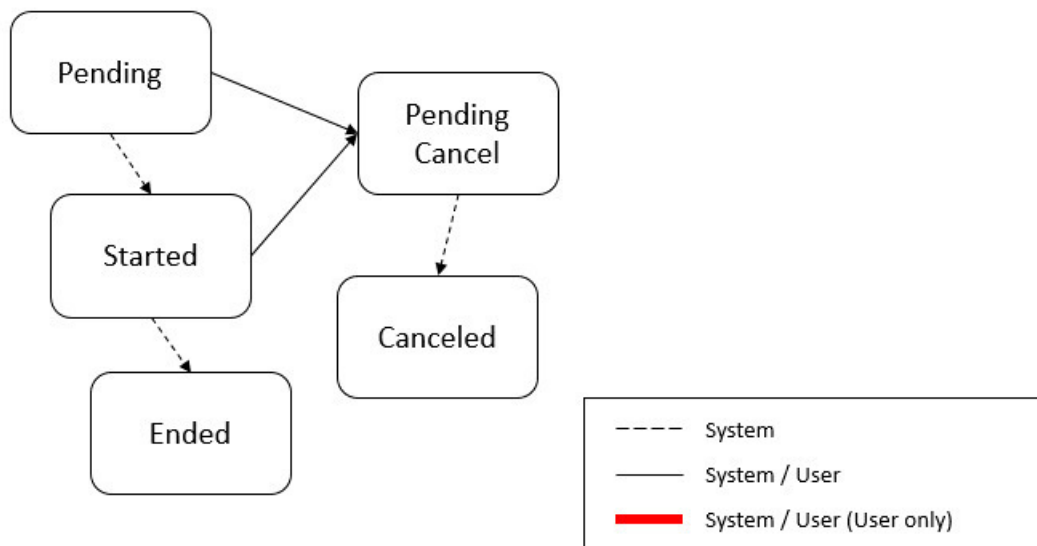 Pending
Pending
Cancel
Started
Canceled
Ended
System
System / User
System / User (User only)